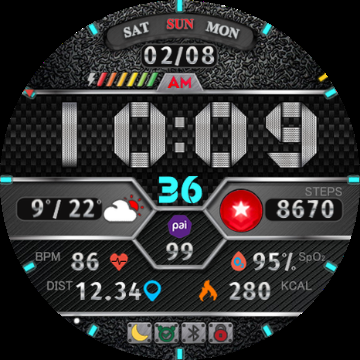 SAT SUN MON
02/08
AM
10:09
36
9°/ 22°
STEPS
8670
pai
99
BPM 86
95% SpO₂
DIST 12.34
280 KCAL